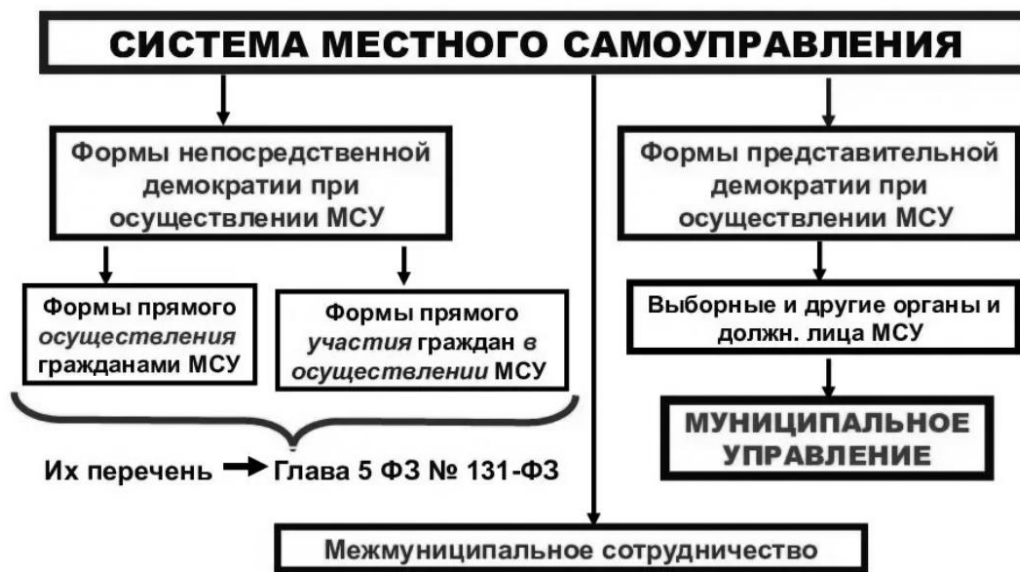 СИСТЕМА МЕСТНОГО САМОУПРАВЛЕНИЯ
Формы непосредственной
демократии при
осуществлении МСУ
Формы представительной
демократии при
осуществлении МСУ
Формы прямого
осуществления
гражданами МСУ
Формы прямого
участия граждан в
осуществлении МСУ
Выборные и другие органы и
должн. лица МСУ
МУНИЦИПАЛЬНОЕ
УПРАВЛЕНИЕ
Их перечень → Глава 5 ФЗ № 131-ФЗ
Межмуниципальное сотрудничество